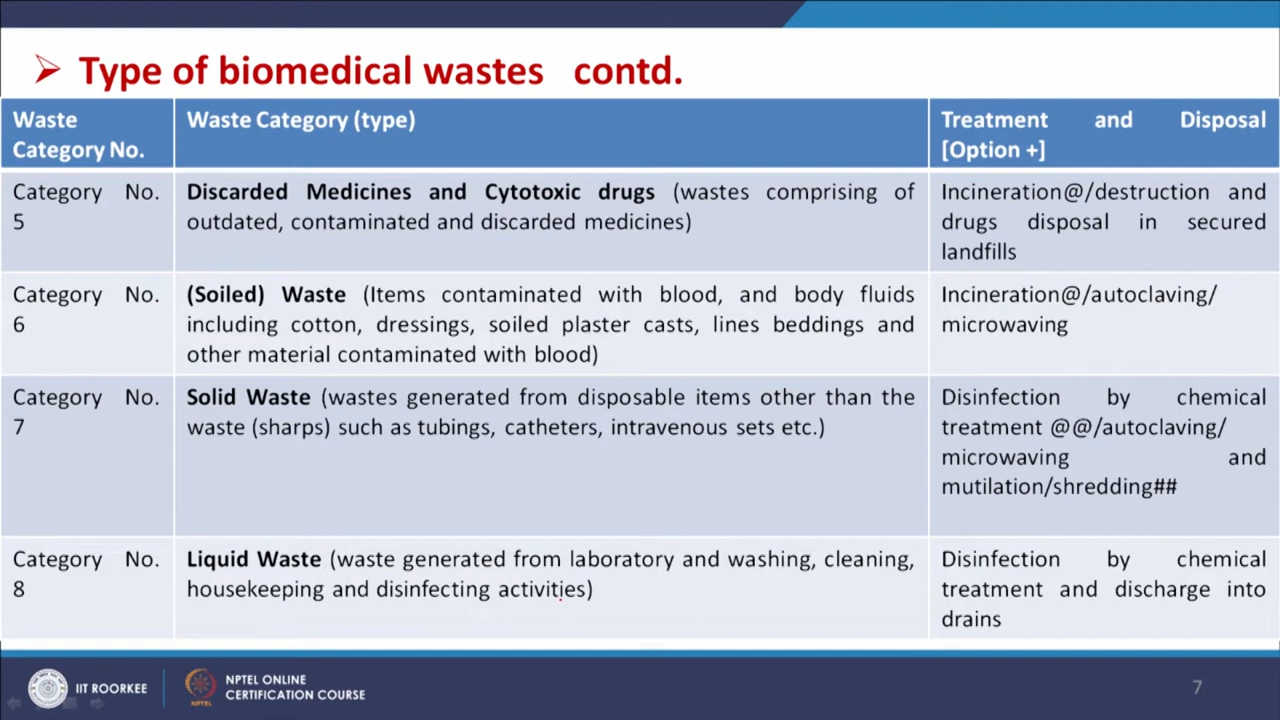 ➢ Type of biomedical wastes contd.
Waste
Category No.
Waste Category (type)
Treatment and Disposal
[Option +]
Category No.
5
Discarded Medicines and Cytotoxic drugs (wastes comprising of
outdated, contaminated and discarded medicines)
Incineration@/destruction and
drugs disposal in secured
landfills
Category No.
6
(Soiled) Waste (Items contaminated with blood, and body fluids
including cotton, dressings, soiled plaster casts, lines beddings and
other material contaminated with blood)
Incineration@/autoclaving/
microwaving
Category No.
7
Solid Waste (wastes generated from disposable items other than the
waste (sharps) such as tubings, catheters, intravenous sets etc.)
Disinfection by chemical
treatment @@/autoclaving/
microwaving and
mutilation/shredding##
Category No.
8
Liquid Waste (waste generated from laboratory and washing, cleaning,
housekeeping and disinfecting activities)
Disinfection by chemical
treatment and discharge into
drains
IIT ROORKEE
NPTEL
NPTEL ONLINE
CERTIFICATION COURSE
7